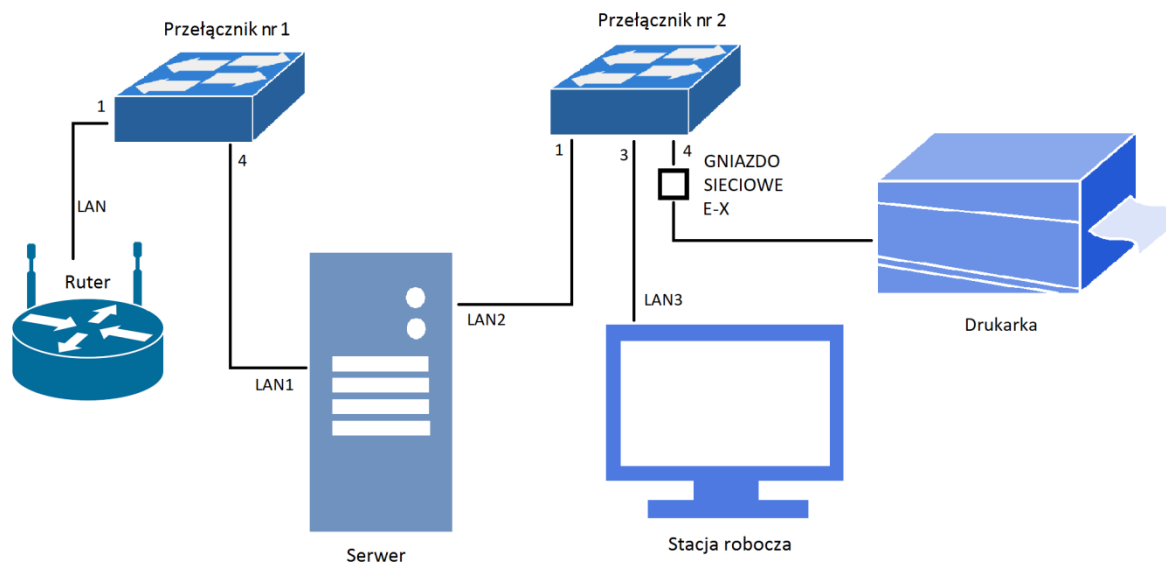 Przełącznik nr 1
Przełącznik nr 2
1
4
LAN
Ruter
LAN1
Serwer
LAN2
1
3
4
GNIAZDO
SIECIOWE
E-X
LAN3
Stacja robocza
Drukarka